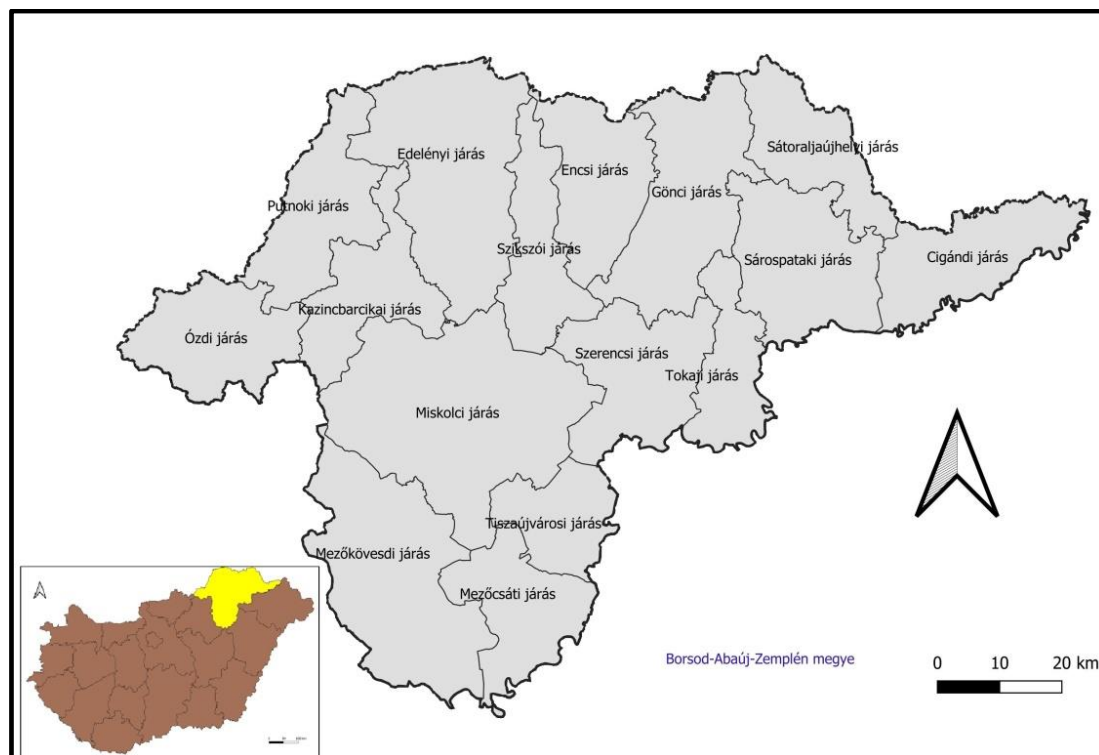 Sátoraljaújhelyi járás
Edelényi járás
Encsi járás
Gönci járás
Putnoki járás
Szikszói járás
Sárospataki járás
Cigándi járás
Kazincbarcikai járás
Ózdi járás
Szerencsi járás
Tokaji járás
Miskolci járás
Tiszaújvárosi járás
Mezőkövesdi járás
Mezőcsáti járás
Borsod-Abaúj-Zemplén megye
0 10 20 km